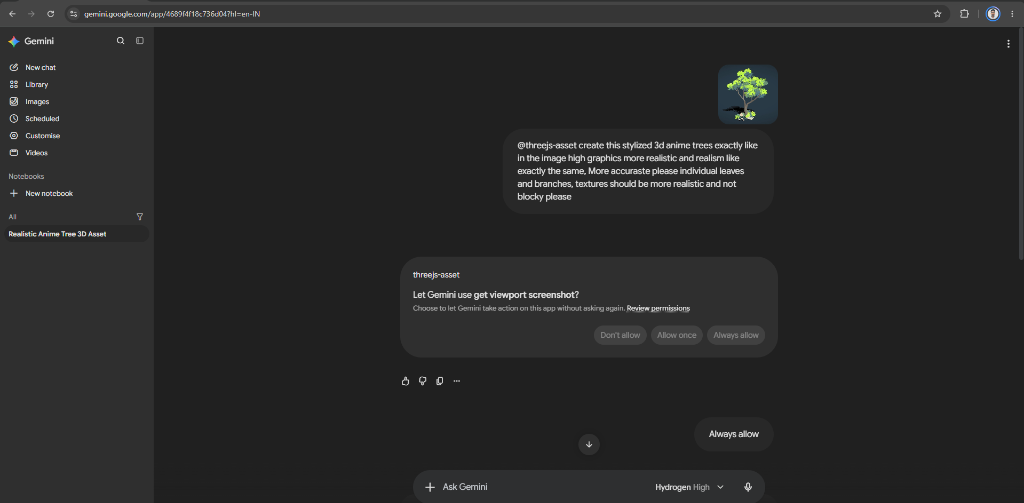 gemini.google.com/app/4689f4f18c736d04?hl=en-IN
Gemini
New chat
Library
Images
Scheduled
Customise
Videos
Notebooks
New notebook
All
Realistic Anime Tree 3D Asset
@threejs-asset create this stylized 3d anime trees exactly like
in the image high graphics more realistic and realism like
exactly the same, More accuraste please individual leaves
and branches, textures should be more realistic and not
blocky please
threejs-asset
Let Gemini use get viewport screenshot?
Choose to let Gemini take action on this app without asking again. Review permissions
Don't allow
Allow once
Always allow
Always allow
Ask Gemini
Hydrogen High